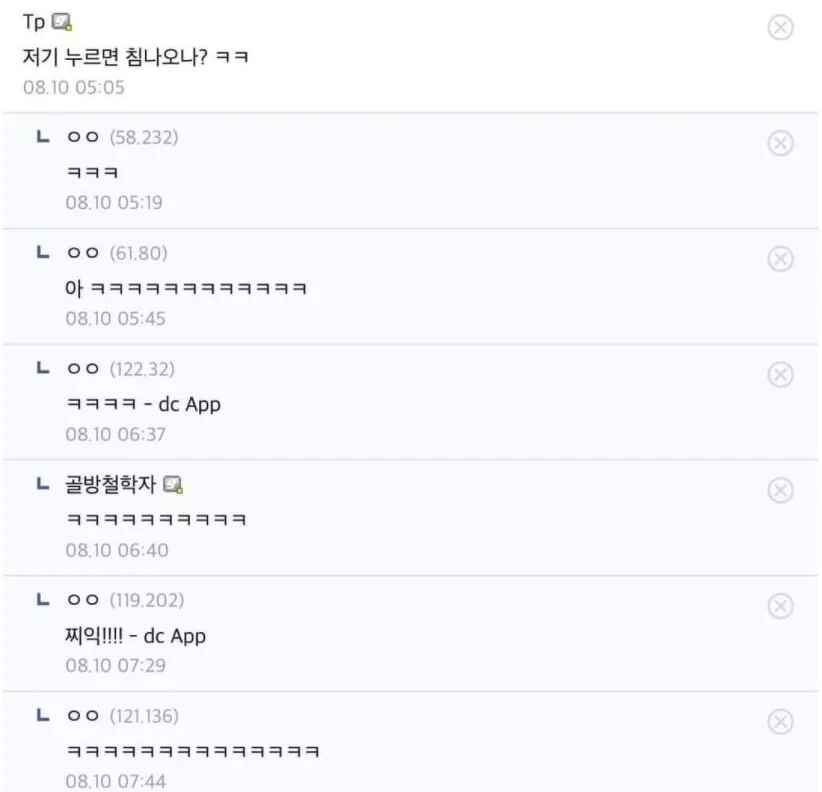 Tp
저기 누르면 침나오나? ㅋㅋ
08.10 05:05
ㄴ ㅇㅇ (58.232)
ㅋㅋㅋ
08.10 05:19
ㄴ ㅇㅇ (61.80)
아 ㅋㅋㅋㅋㅋㅋㅋㅋㅋㅋㅋㅋ
08.10 05:45
ㄴ ㅇㅇ (122.32)
ㅋㅋㅋㅋ - dc App
08.10 06:37
ㄴ 골방철학자
ㅋㅋㅋㅋㅋㅋㅋㅋㅋㅋ
08.10 06:40
ㄴ ㅇㅇ (119.202)
찌익!!!! - dc App
08.10 07:29
ㄴ ㅇㅇ (121.136)
ㅋㅋㅋㅋㅋㅋㅋㅋㅋㅋㅋㅋㅋㅋ
08.10 07:44